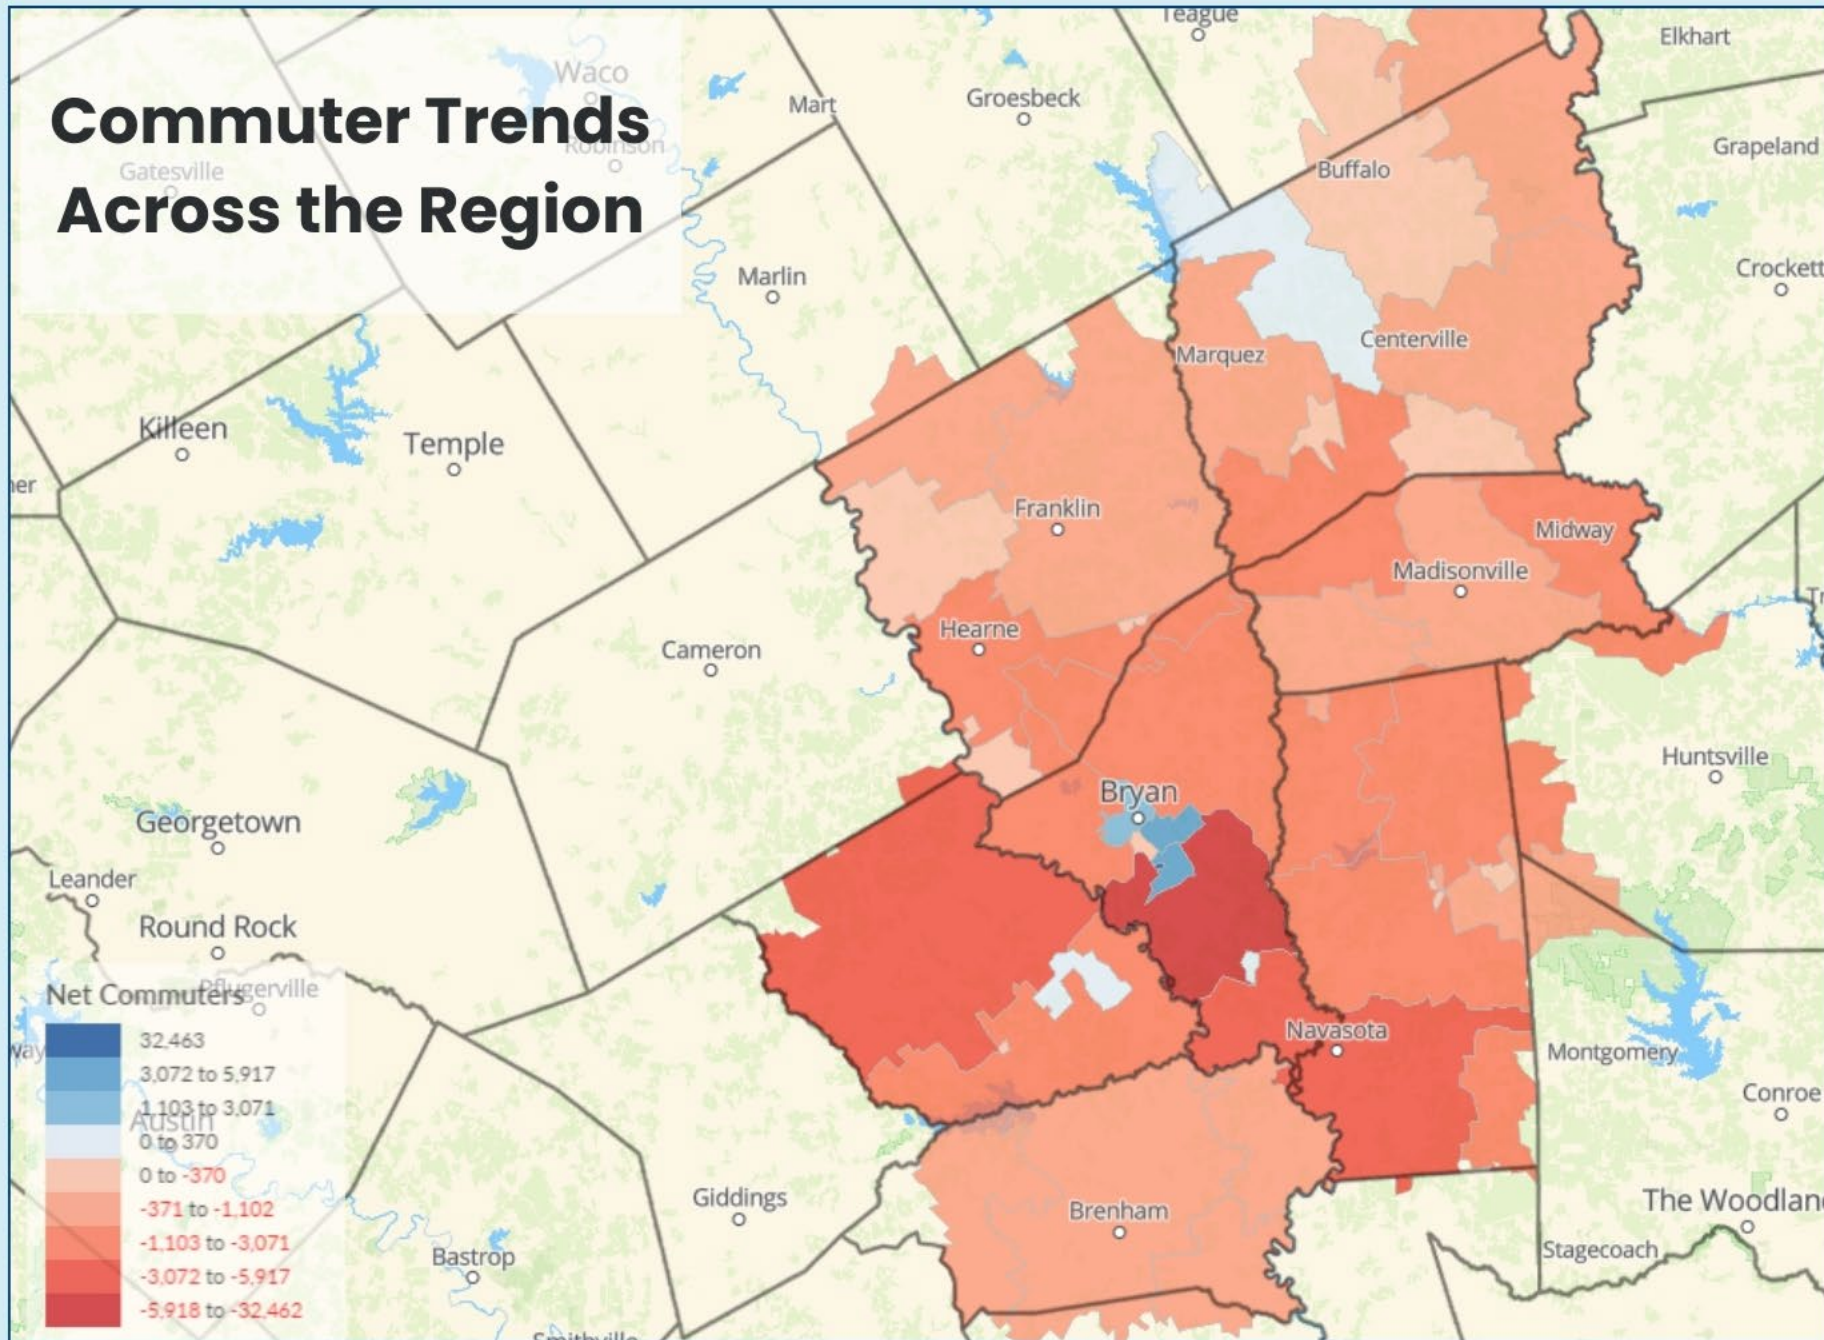 Commuter Trends
Across the Region
Waco
Robinson
Gatesville
Mart
Groesbeck
Teague
Elkhart
Grapeland
Buffalo
Crockett
Marlin
Marquez
Centerville
Killeen
Temple
Franklin
Midway
Madisonville
Hearne
Cameron
Huntsville
Bryan
Georgetown
Leander
Round Rock
Pflugerville
Navasota
Montgomery
Conroe
Austin
Giddings
Brenham
The Woodlan
Stagecoach
Bastrop
Smithville
Net Commuters
32,463
3,072 to 5,917
1,103 to 3,071
0 to 370
0 to -370
-371 to -1,102
-1,103 to -3,071
-3,072 to -5,917
-5,918 to -32,462